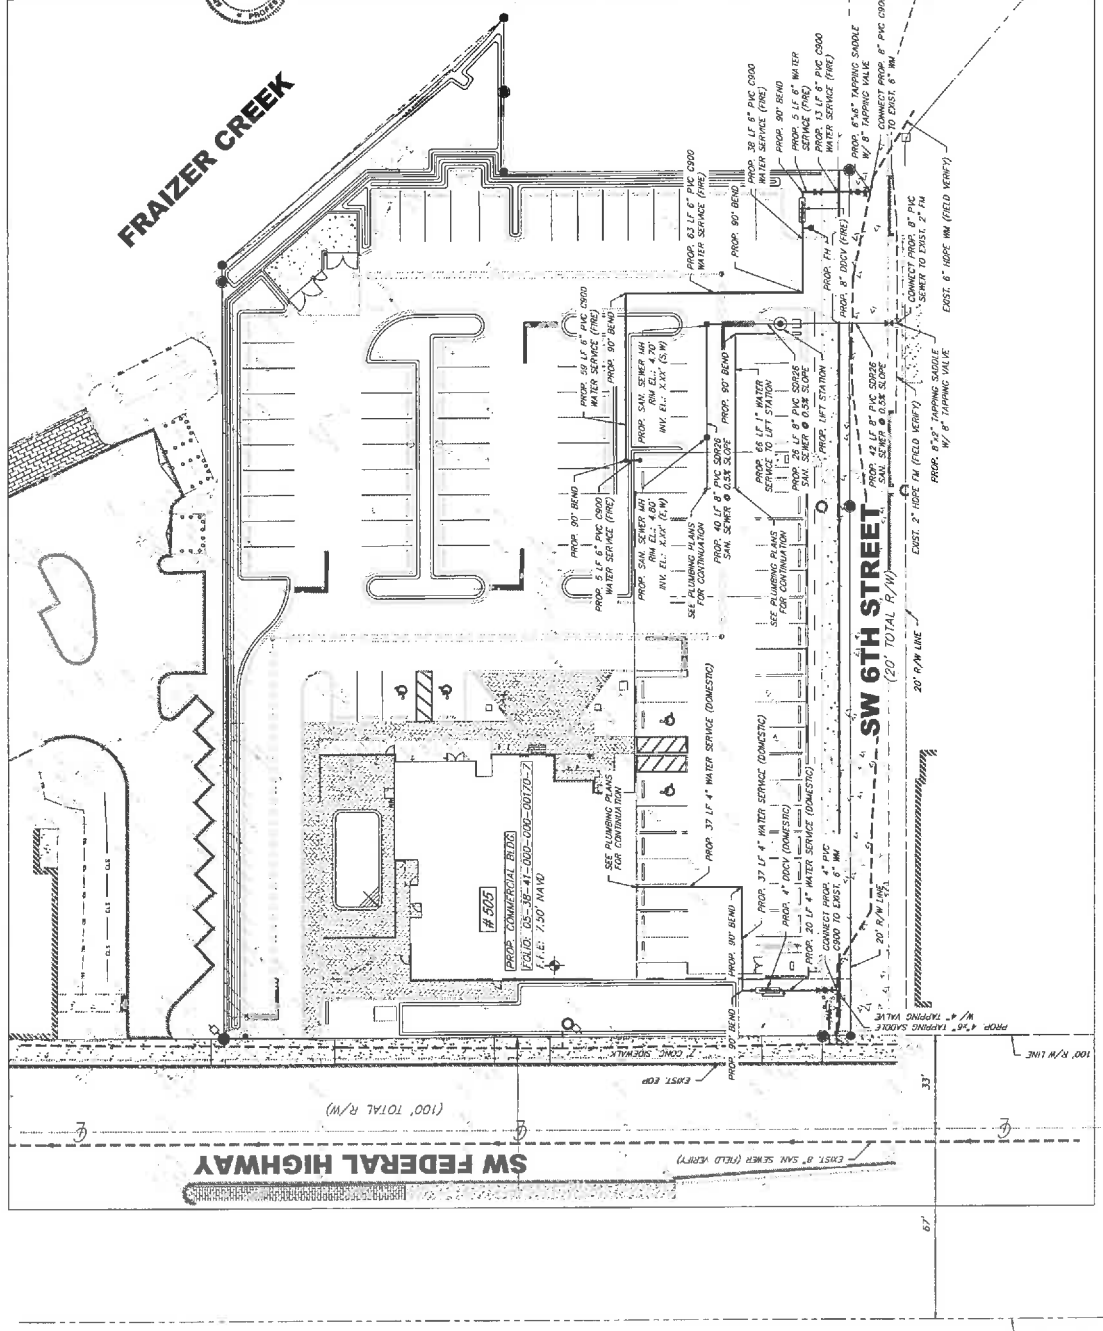 FRAIZER CREEK
PROP. 38 LF 6" PVC C900
WATER SERVICE (FIRE)
PROP. 90° BEND
PROP. 5 LF 6" WATER
SERVICE (FIRE)
PROP. 13 LF 6" PVC C900
WATER SERVICE (FIRE)
PROP. 6"x6" TAPPING SADDLE
W/ 8" TAPPING VALVE
CONNECT PROP. 8" PVC C900
TO EXIST. 6" WM
PROP. 63 LF 6" PVC C900
WATER SERVICE (FIRE)
PROP. 90° BEND
PROP. FH
PROP. 8" DDCV (FIRE)
CONNECT PROP. 8" PVC
SEWER TO EXIST. 2" FM
EXIST. 6" HDPE WM (FIELD VERIFY)
PROP. 59 LF 6" PVC C900
WATER SERVICE (FIRE)
PROP. 90° BEND
PROP. SAN. SEWER MH
RIM EL.: 4.70'
INV. EL.: X.XX' (S,W)
PROP. 90° BEND
PROP. 66 LF 1" WATER
SERVICE TO LIFT STATION
PROP. 26 LF 8" PVC SDR26
SAN. SEWER @ 0.5% SLOPE
PROP. LIFT STATION
PROP. 42 LF 8" PVC SDR26
SAN. SEWER @ 0.5% SLOPE
PROP. 8"x2" TAPPING SADDLE
W/ 8" TAPPING VALVE
EXIST. 2" HDPE FM (FIELD VERIFY)
PROP. 90° BEND
PROP. 5 LF 6" PVC C900
WATER SERVICE (FIRE)
PROP. SAN. SEWER MH
RIM EL.: 4.80'
INV. EL.: X.XX' (E,W)
PROP. 40 LF 8" PVC SDR26
SAN. SEWER @ 0.5% SLOPE
SEE PLUMBING PLANS
FOR CONTINUATION
SEE PLUMBING PLANS
FOR CONTINUATION
SW 6TH STREET
(20' TOTAL R/W)
20' R/W LINE
#505
PROP. COMMERCIAL BLDG
FOLIO: 05-38-41-000-000-00170-7
F.F.E: 7.50' NAVD
SEE PLUMBING PLANS
FOR CONTINUATION
PROP. 37 LF 4" WATER SERVICE (DOMESTIC)
PROP. 90° BEND
PROP. 37 LF 4" WATER SERVICE (DOMESTIC)
PROP. 4" DDCV (DOMESTIC)
PROP. 20 LF 4" WATER SERVICE (DOMESTIC)
CONNECT PROP. 4" PVC
C900 TO EXIST. 6" WM
20' R/W LINE
PROP. 90° BEND
PROP. 4"x6" TAPPING SADDLE
W/ 4" TAPPING VALVE
7' CONC. SIDEWALK
EXIST. EOP
100' R/W LINE
33'
67'
(100' TOTAL R/W)
SW FEDERAL HIGHWAY
EXIST. 8" SAN. SEWER (FIELD VERIFY)